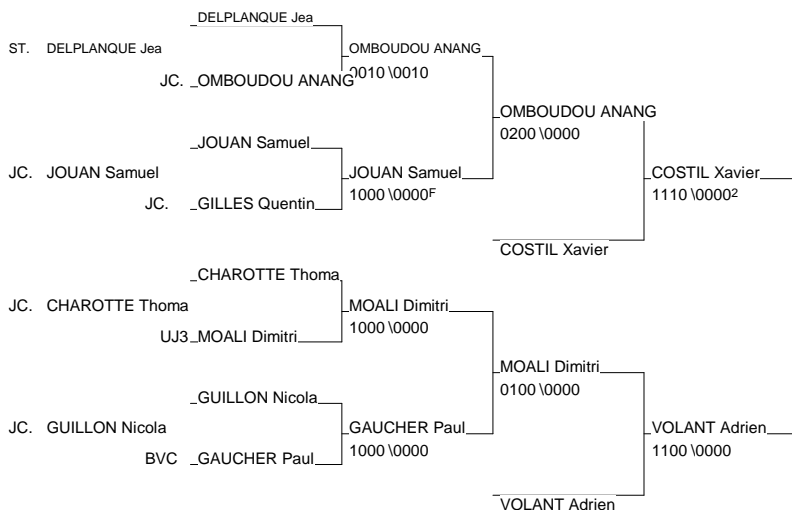 DELPLANQUE Jea
ST. DELPLANQUE Jea OMBOUDOU ANANG
JC. OMBOUDOU ANANG 0010 \0010
OMBOUDOU ANANG
0200 \0000
JOUAN Samuel
JC. JOUAN Samuel JOUAN Samuel COSTIL Xavier
1000 \0000F 1110 \00002
JC. GILLES Quentin
COSTIL Xavier
CHAROTTE Thoma
JC. CHAROTTE Thoma MOALI Dimitri
1000 \0000
UJ3 MOALI Dimitri
MOALI Dimitri
0100 \0000
GUILLON Nicola
JC. GUILLON Nicola GAUCHER Paul VOLANT Adrien
1000 \0000 1100 \0000
BVC GAUCHER Paul
VOLANT Adrien